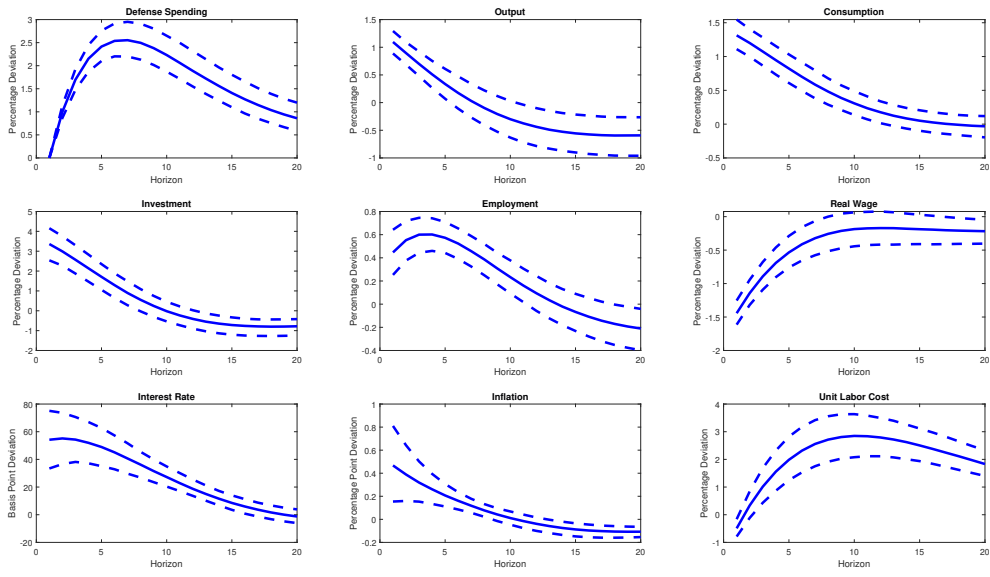 Defense Spending
Percentage Deviation
3
2.5
2
1.5
1
0.5
0
0 5 10 15 20
Horizon
Output
Percentage Deviation
1.5
1
0.5
0
-0.5
-1
0 5 10 15 20
Horizon
Consumption
Percentage Deviation
1.5
1
0.5
0
-0.5
0 5 10 15 20
Horizon
Investment
Percentage Deviation
5
4
3
2
1
0
-1
-2
0 5 10 15 20
Horizon
Employment
Percentage Deviation
0.8
0.6
0.4
0.2
0
-0.2
-0.4
0 5 10 15 20
Horizon
Real Wage
Percentage Deviation
0
-0.5
-1
-1.5
-2
0 5 10 15 20
Horizon
Interest Rate
Basis Point Deviation
80
60
40
20
0
-20
0 5 10 15 20
Horizon
Inflation
Percentage Point Deviation
1
0.8
0.6
0.4
0.2
0
-0.2
0 5 10 15 20
Horizon
Unit Labor Cost
Percentage Deviation
4
3
2
1
0
-1
0 5 10 15 20
Horizon